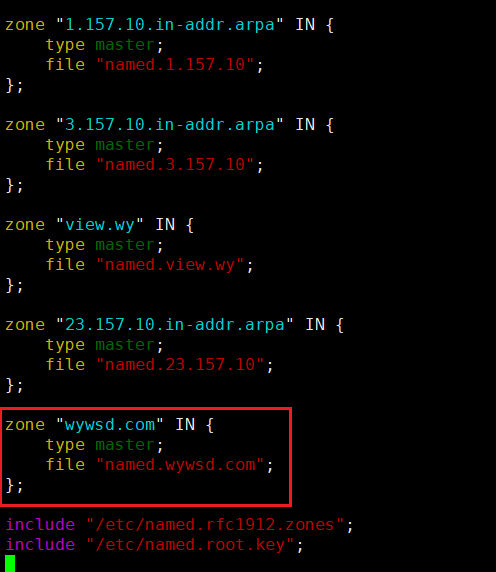 zone "1.157.10.in-addr.arpa" IN {
    type master;
    file "named.1.157.10";
};
zone "3.157.10.in-addr.arpa" IN {
    type master;
    file "named.3.157.10";
};
zone "view.wy" IN {
    type master;
    file "named.view.wy";
};
zone "23.157.10.in-addr.arpa" IN {
    type master;
    file "named.23.157.10";
};
zone "wywsd.com" IN {
    type master;
    file "named.wywsd.com";
};
include "/etc/named.rfc1912.zones";
include "/etc/named.root.key";